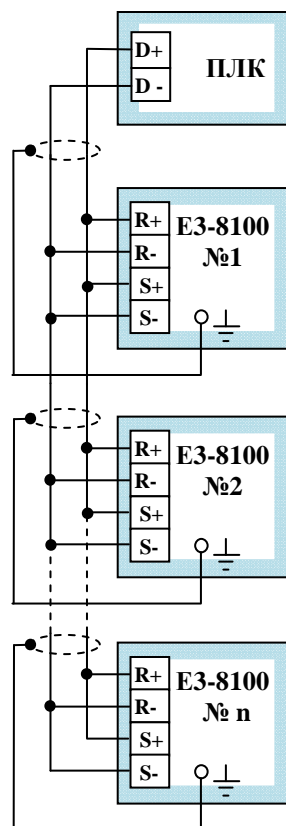 D+
D -
ПЛК
R+
R-
S+
S-
Е3-8100
№1
R+
R-
S+
S-
Е3-8100
№2
R+
R-
S+
S-
Е3-8100
№ n